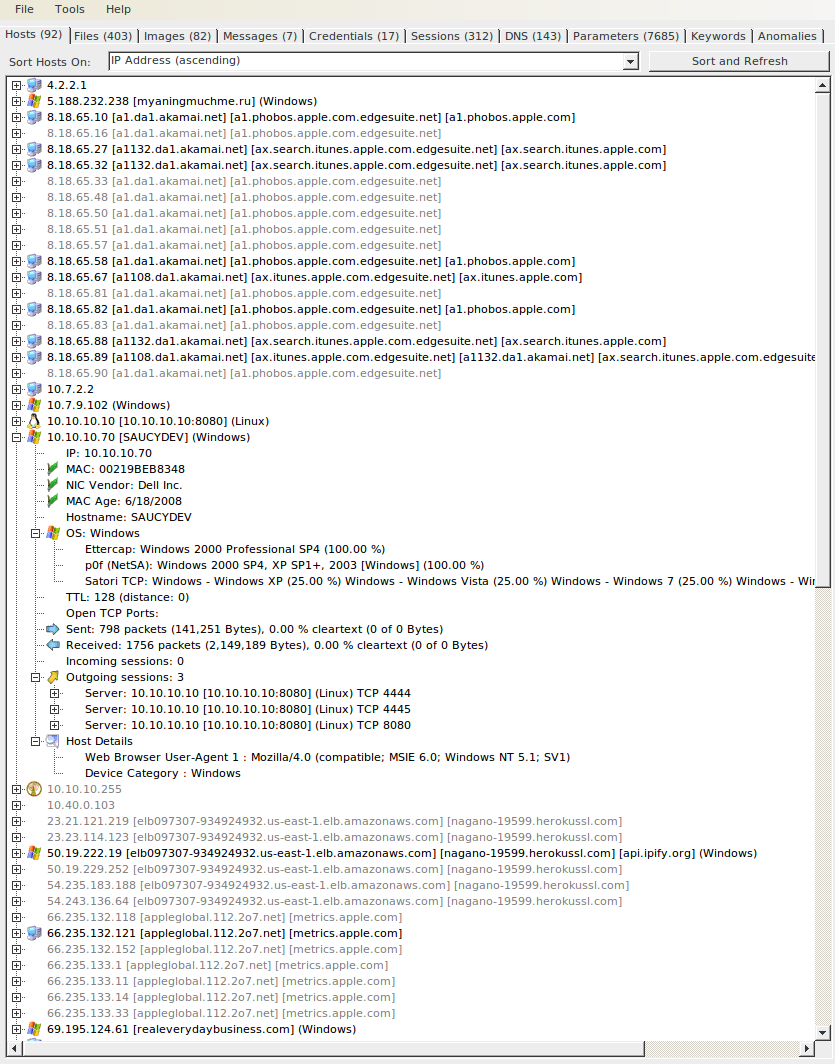 File Tools Help
Hosts (92) Files (403) Images (82) Messages (7) Credentials (17) Sessions (312) DNS (143) Parameters (7685) Keywords Anomalies
Sort Hosts On: IP Address (ascending) Sort and Refresh
4.2.2.1
5.188.232.238 [myaningmuchme.ru] (Windows)
8.18.65.10 [a1.da1.akamai.net] [a1.phobos.apple.com.edgesuite.net] [a1.phobos.apple.com]
8.18.65.16 [a1.da1.akamai.net] [a1.phobos.apple.com.edgesuite.net]
8.18.65.27 [a1132.da1.akamai.net] [ax.search.itunes.apple.com.edgesuite.net] [ax.search.itunes.apple.com]
8.18.65.32 [a1132.da1.akamai.net] [ax.search.itunes.apple.com.edgesuite.net] [ax.search.itunes.apple.com]
8.18.65.33 [a1.da1.akamai.net] [a1.phobos.apple.com.edgesuite.net]
8.18.65.48 [a1.da1.akamai.net] [a1.phobos.apple.com.edgesuite.net]
8.18.65.50 [a1.da1.akamai.net] [a1.phobos.apple.com.edgesuite.net]
8.18.65.51 [a1.da1.akamai.net] [a1.phobos.apple.com.edgesuite.net]
8.18.65.57 [a1.da1.akamai.net] [a1.phobos.apple.com.edgesuite.net]
8.18.65.58 [a1.da1.akamai.net] [a1.phobos.apple.com.edgesuite.net] [a1.phobos.apple.com]
8.18.65.67 [a1108.da1.akamai.net] [ax.itunes.apple.com.edgesuite.net] [ax.itunes.apple.com]
8.18.65.81 [a1.da1.akamai.net] [a1.phobos.apple.com.edgesuite.net]
8.18.65.82 [a1.da1.akamai.net] [a1.phobos.apple.com.edgesuite.net] [a1.phobos.apple.com]
8.18.65.83 [a1.da1.akamai.net] [a1.phobos.apple.com.edgesuite.net]
8.18.65.88 [a1132.da1.akamai.net] [ax.search.itunes.apple.com.edgesuite.net] [ax.search.itunes.apple.com]
8.18.65.89 [a1108.da1.akamai.net] [ax.itunes.apple.com.edgesuite.net] [a1132.da1.akamai.net] [ax.search.itunes.apple.com.edgesuite
8.18.65.90 [a1.da1.akamai.net] [a1.phobos.apple.com.edgesuite.net]
10.7.2.2
10.7.9.102 (Windows)
10.10.10.10 [10.10.10.10:8080] (Linux)
10.10.10.70 [SAUCYDEV] (Windows)
IP: 10.10.10.70
MAC: 00219BEB8348
NIC Vendor: Dell Inc.
MAC Age: 6/18/2008
Hostname: SAUCYDEV
OS: Windows
Ettercap: Windows 2000 Professional SP4 (100.00 %)
p0f (NetSA): Windows 2000 SP4, XP SP1+, 2003 [Windows] (100.00 %)
Satori TCP: Windows - Windows XP (25.00 %) Windows - Windows Vista (25.00 %) Windows - Windows 7 (25.00 %) Windows - Wi
TTL: 128 (distance: 0)
Open TCP Ports:
Sent: 798 packets (141,251 Bytes), 0.00 % cleartext (0 of 0 Bytes)
Received: 1756 packets (2,149,189 Bytes), 0.00 % cleartext (0 of 0 Bytes)
Incoming sessions: 0
Outgoing sessions: 3
Server: 10.10.10.10 [10.10.10.10:8080] (Linux) TCP 4444
Server: 10.10.10.10 [10.10.10.10:8080] (Linux) TCP 4445
Server: 10.10.10.10 [10.10.10.10:8080] (Linux) TCP 8080
Host Details
Web Browser User-Agent 1 : Mozilla/4.0 (compatible; MSIE 6.0; Windows NT 5.1; SV1)
Device Category : Windows
10.10.10.255
10.40.0.103
23.21.121.219 [elb097307-934924932.us-east-1.elb.amazonaws.com] [nagano-19599.herokussl.com]
23.23.114.123 [elb097307-934924932.us-east-1.elb.amazonaws.com] [nagano-19599.herokussl.com]
50.19.222.19 [elb097307-934924932.us-east-1.elb.amazonaws.com] [nagano-19599.herokussl.com] [api.ipify.org] (Windows)
50.19.229.252 [elb097307-934924932.us-east-1.elb.amazonaws.com] [nagano-19599.herokussl.com]
54.235.183.188 [elb097307-934924932.us-east-1.elb.amazonaws.com] [nagano-19599.herokussl.com]
54.243.136.64 [elb097307-934924932.us-east-1.elb.amazonaws.com] [nagano-19599.herokussl.com]
66.235.132.118 [appleglobal.112.2o7.net] [metrics.apple.com]
66.235.132.121 [appleglobal.112.2o7.net] [metrics.apple.com]
66.235.132.152 [appleglobal.112.2o7.net] [metrics.apple.com]
66.235.133.1 [appleglobal.112.2o7.net] [metrics.apple.com]
66.235.133.11 [appleglobal.112.2o7.net] [metrics.apple.com]
66.235.133.14 [appleglobal.112.2o7.net] [metrics.apple.com]
66.235.133.33 [appleglobal.112.2o7.net] [metrics.apple.com]
69.195.124.61 [realeverydaybusiness.com] (Windows)